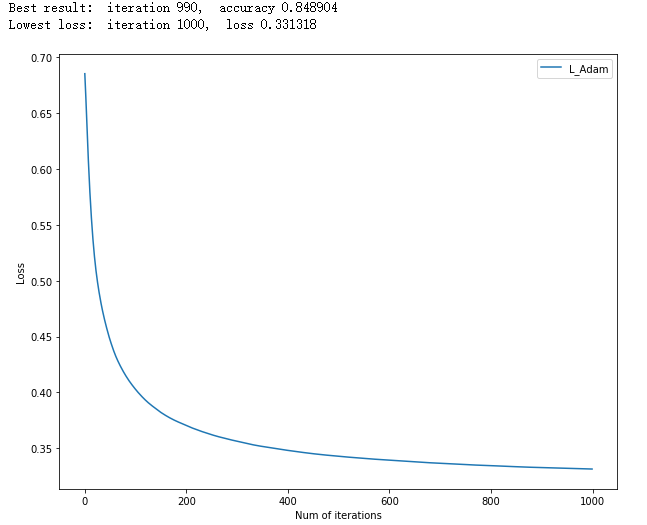 Best result: iteration 990, accuracy 0.848904
Lowest loss: iteration 1000, loss 0.331318
0.70
L_Adam
0.65
0.60
0.55
0.50
Loss
0.45
0.40
0.35
0 200 400 600 800 1000
Num of iterations